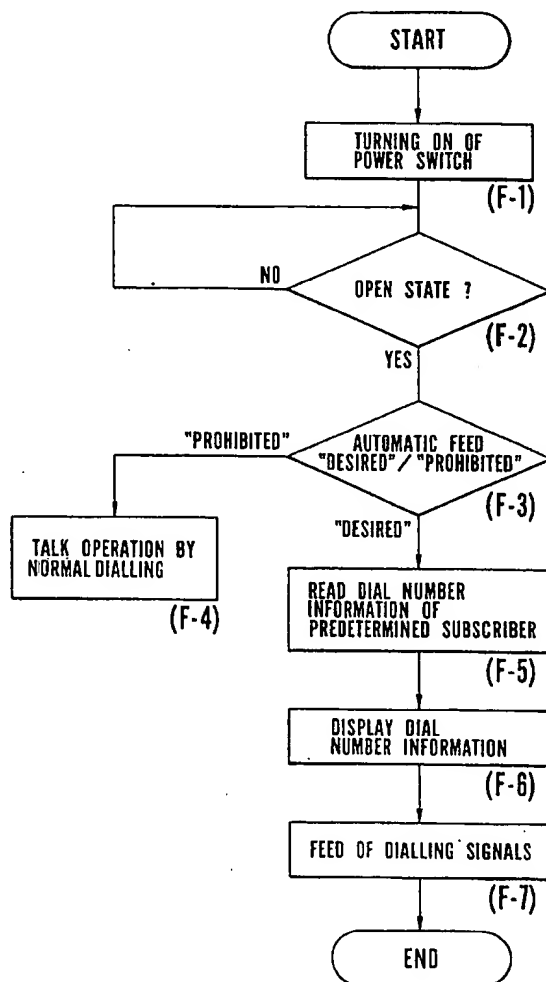 START
TURNING ON OF
POWER SWITCH
(F-1)
NO
OPEN STATE ?
(F-2)
YES
"PROHIBITED"
AUTOMATIC FEED
"DESIRED"/ "PROHIBITED"
(F-3)
"DESIRED"
TALK OPERATION BY
NORMAL DIALLING
(F-4)
READ DIAL NUMBER
INFORMATION OF
PREDETERMINED SUBSCRIBER
(F-5)
DISPLAY DIAL
NUMBER INFORMATION
(F-6)
FEED OF DIALLING SIGNALS
(F-7)
END